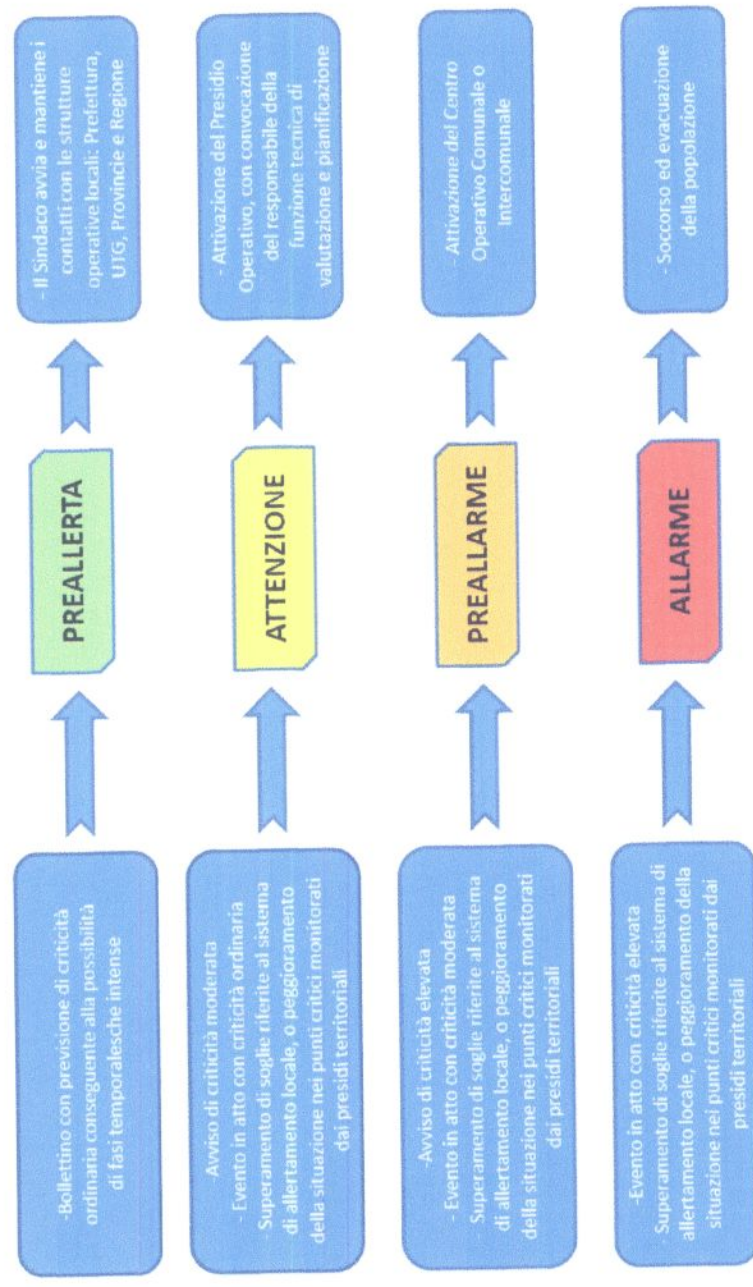 -Bollettino con previsione di criticità
ordinaria conseguente alla possibilità
di fasi temporalesche intense
PREALLERTA
- Il Sindaco avvia e mantiene i
contatti con le strutture
operative locali: Prefettura,
UTG, Provincie e Regione
-Avviso di criticità moderata
- Evento in atto con criticità ordinaria
- Superamento di soglie riferite al sistema
di allertamento locale, o peggioramento
della situazione nei punti critici monitorati
dai presidi territoriali
ATTENZIONE
- Attivazione del Presidio
Operativo, con convocazione
del responsabile della
funzione tecnica di
valutazione e pianificazione
-Avviso di criticità elevata
- Evento in atto con criticità moderata
- Superamento di soglie riferite al sistema
di allertamento locale, o peggioramento
della situazione nei punti critici monitorati
dai presidi territoriali
PREALLARME
- Attivazione del Centro
Operativo Comunale o
Intercomunale
-Evento in atto con criticità elevata
- Superamento di soglie riferite al sistema di
allertamento locale, o peggioramento della
situazione nei punti critici monitorati dai
presidi territoriali
ALLARME
- Soccorso ed evacuazione
della popolazione